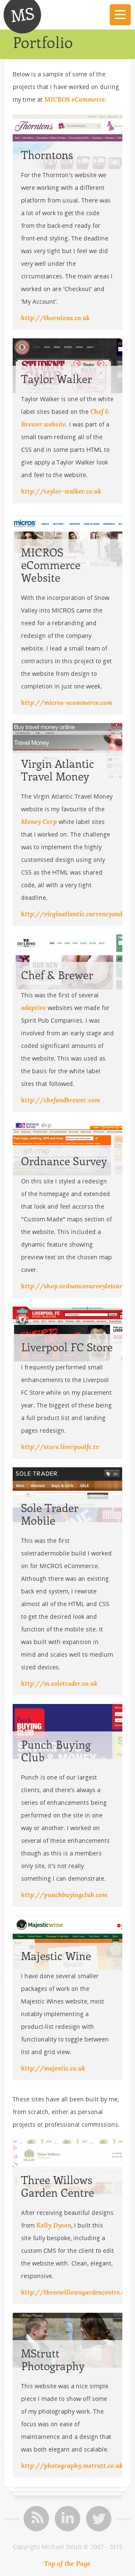 MS
Portfolio
Below is a sample of some of the
projects that I have worked on during
my time at MICROS eCommerce.
Thorntons
Thorntons
For the Thornton's website we
were working with a different
platform from usual. There was
a lot of work to get the code
from the back-end ready for
front-end styling. The deadline
was very tight but I feel we did
very well under the
circumstances. The main areas I
worked on are 'Checkout' and
'My Account'.
http://thorntons.co.uk
Taylor Walker
Taylor Walker is one of the white
label sites based on the Chef &
Brewer website. I was part of a
small team redoing all of the
CSS and in some parts HTML to
give apply a Taylor Walker look
and feel to the website.
http://taylor-walker.co.uk
micros
MICROS
eCommerce
Website
With the incorporation of Snow
Valley into MICROS came the
need for a rebranding and
redesign of the company
website. I lead a small team of
contractors in this project to get
the website from design to
completion in just one week.
http://micros-ecommerce.com
Buy travel money online
Travel Money
Virgin Atlantic
Travel Money
The Virgin Atlantic Travel Money
website is my favourite of the
Money Corp white label sites
that I worked on. The challenge
was to implement the highly
customised design using only
CSS as the HTML was shared
code, all with a very tight
deadline.
http://virginatlantic.currencyand
Chef & Brewer
This was the first of several
adaptive websites we made for
Spirit Pub Companies. I was
involved from an early stage and
coded significant amounts of
the website. This was used as
the basis for the white label
sites that followed.
http://chefandbrewer.com
Ordnance Survey
On this site I styled a redesign
of the homepage and extended
that look and feel accorss the
"Custom Made" maps section of
the website. This included a
dynamic feature showing
preview text on the chosen map
cover.
http://shop.ordnancesurveyleisur
LIVERPOOL FC
Liverpool FC Store
I frequently performed small
enhancements to the Liverpool
FC Store while on my placement
year. The biggest of these being
a full product list and landing
pages redesign.
http://store.liverpoolfc.tv
SOLE TRADER
Sole Trader
Mobile
This was the first
soletradermobile build I worked
on for MICROS eCommerce.
Although there was an existing
back end system, I rewrote
almost all of the HTML and CSS
to get the desired look and
function of the mobile site. It
was built with expansion in
mind and scales well to medium
sized devices.
http://m.soletrader.co.uk
Punch Buying
Club
Punch is one of our largest
clients, and there's always a
series of enhancements being
performed on the site in one
way or another. I worked on
several of these enhancements
though as this is a members
only site, it's not really
something I can demonstrate.
http://punchbuyingclub.com
Majesticwine
Majestic Wine
I have done several smaller
packages of work on the
Majestic Wines website, most
notably implementing a
product-list redesign with
functionality to toggle between
list and grid view.
http://majestic.co.uk
These sites have all been built by me,
from scratch, either as personal
projects or professional commissions.
Three Willows
Garden Centre
After receiving beautiful designs
from Kelly Dyson, I built this
site fully bespoke, including a
custom CMS for the client to edit
the website with. Clean, elegant,
responsive.
http://threewillowsgardencentre.
MStrutt
Photography
This website was a nice simple
piece I made to show off some
of my photography work. The
focus was on ease of
maintainence and a design that
was both elegant and scalable.
http://photography.mstrutt.co.uk
Copyright Michael Strutt © 2007 - 2015
Top of the Page